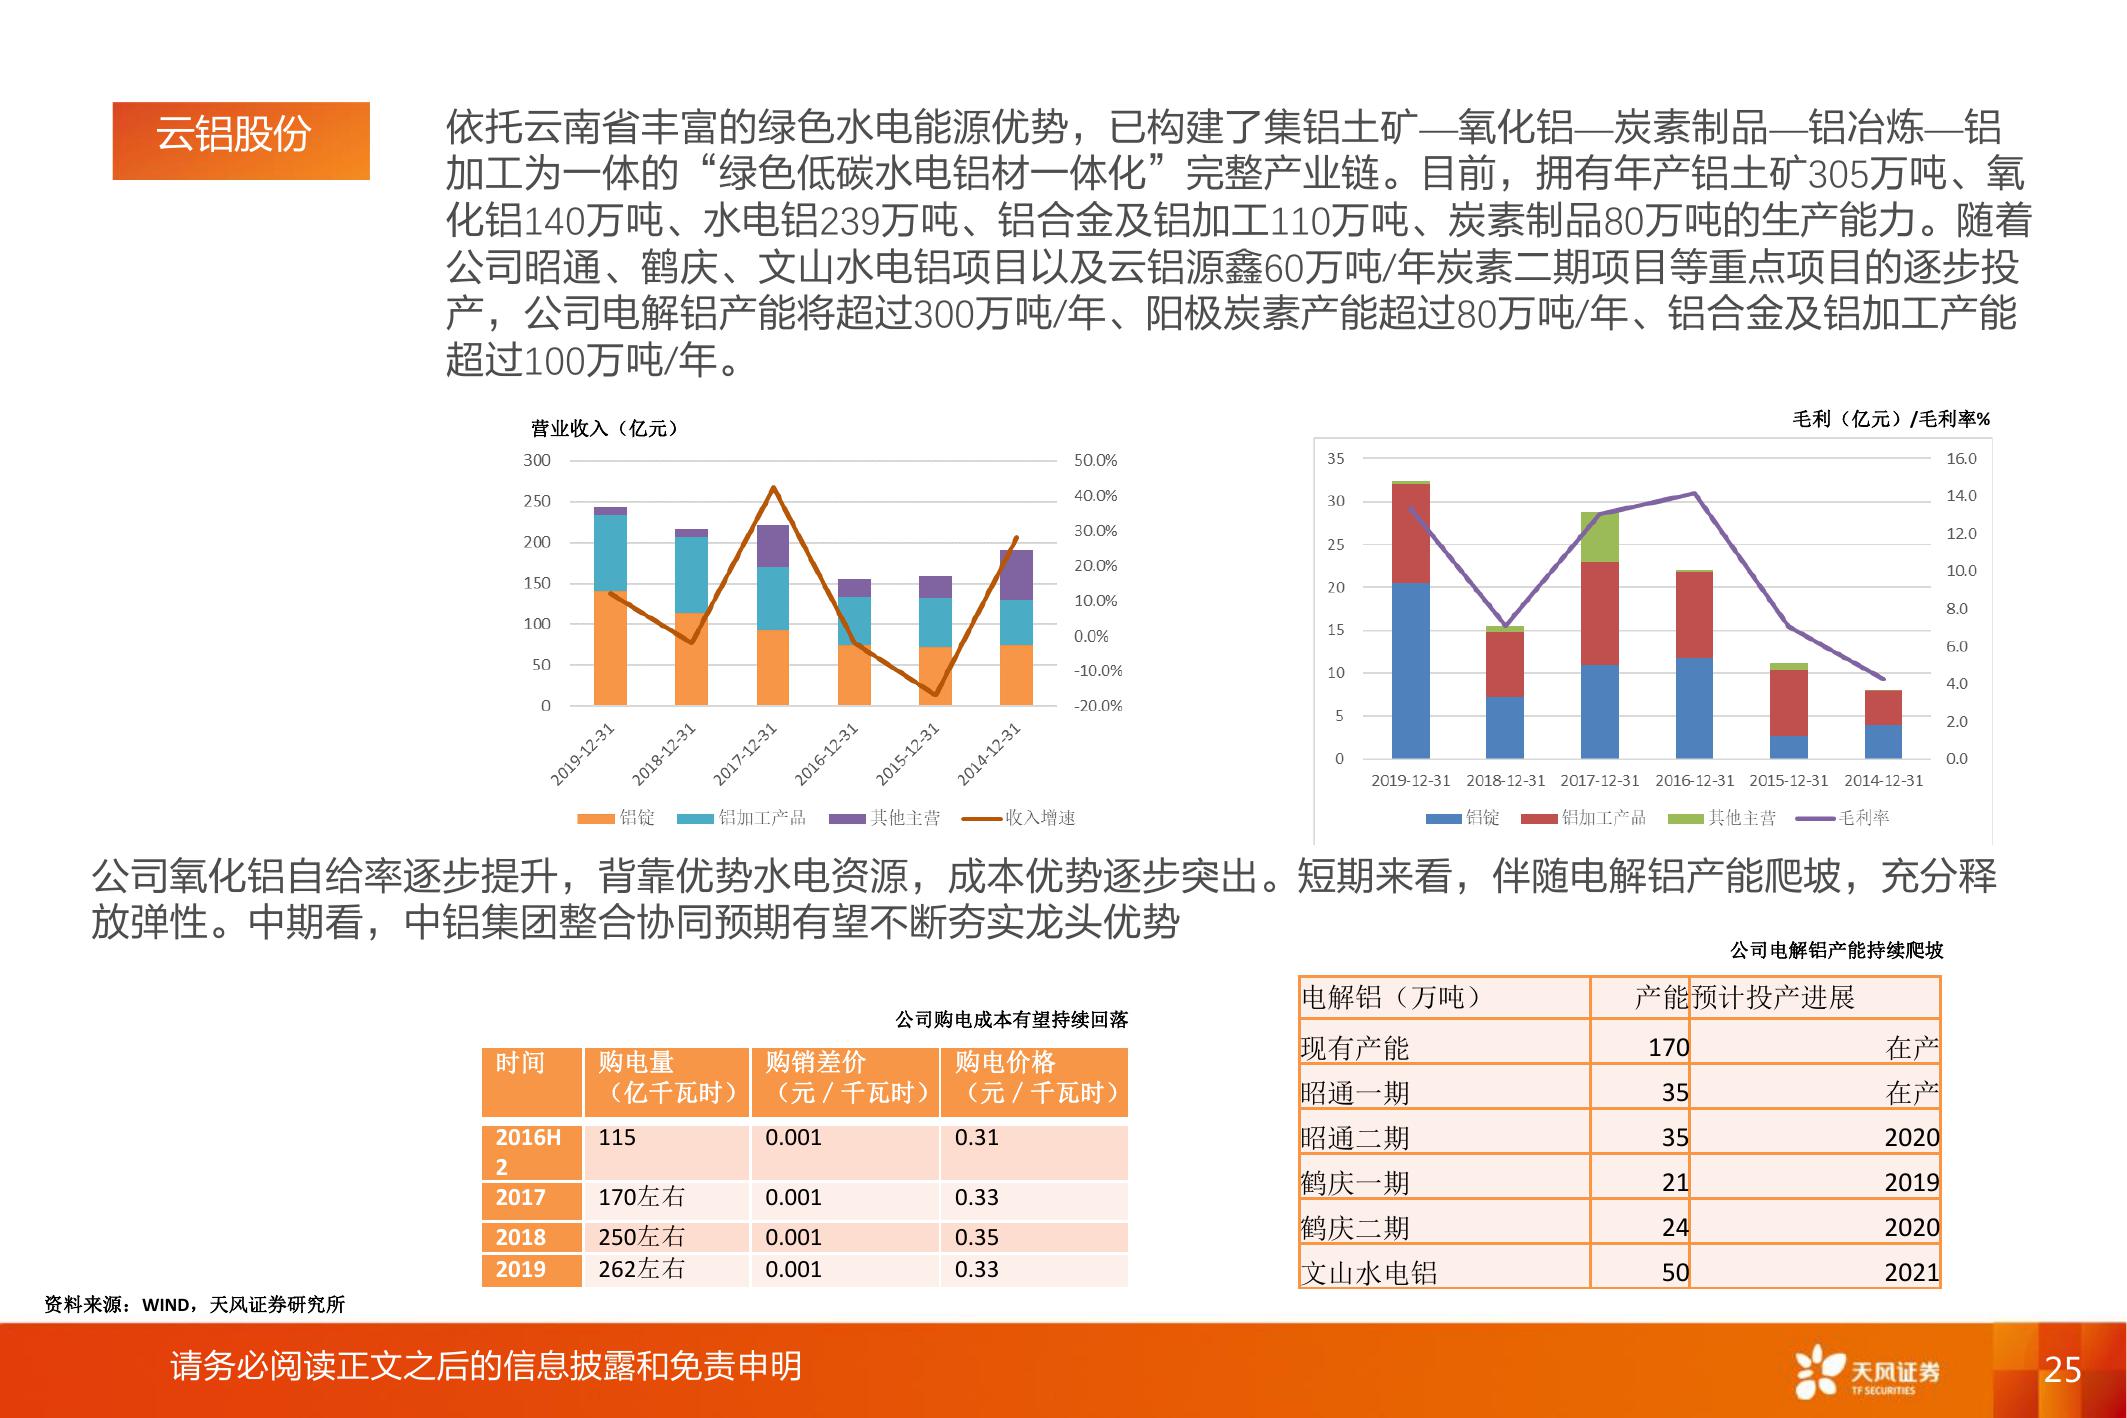 云铝股份
依托云南省丰富的绿色水电能源优势，已构建了集铝土矿—氧化铝—炭素制品—铝冶炼—铝
加工为一体的“绿色低碳水电铝材一体化”完整产业链。目前，拥有年产铝土矿305万吨、氧
化铝140万吨、水电铝239万吨、铝合金及铝加工110万吨、炭素制品80万吨的生产能力。随着
公司昭通、鹤庆、文山水电铝项目以及云铝源鑫60万吨/年炭素二期项目等重点项目的逐步投
产，公司电解铝产能将超过300万吨/年、阳极炭素产能超过80万吨/年、铝合金及铝加工产能
超过100万吨/年。
营业收入（亿元）
300
250
200
150
100
50
0
50.0%
40.0%
30.0%
20.0%
10.0%
0.0%
-10.0%
-20.0%
2019-12-31 2018-12-31 2017-12-31 2016-12-31 2015-12-31 2014-12-31
铝锭 铝加工产品 其他主营 收入增速
毛利（亿元）/毛利率%
35
30
25
20
15
10
5
0
16.0
14.0
12.0
10.0
8.0
6.0
4.0
2.0
0.0
2019-12-31 2018-12-31 2017-12-31 2016-12-31 2015-12-31 2014-12-31
铝锭 铝加工产品 其他主营 毛利率
公司氧化铝自给率逐步提升，背靠优势水电资源，成本优势逐步突出。短期来看，伴随电解铝产能爬坡，充分释
放弹性。中期看，中铝集团整合协同预期有望不断夯实龙头优势
公司购电成本有望持续回落
时间 购电量 购销差价 购电价格
（亿千瓦时） （元／千瓦时） （元／千瓦时）
2016H 115 0.001 0.31
2
2017 170左右 0.001 0.33
2018 250左右 0.001 0.35
2019 262左右 0.001 0.33
公司电解铝产能持续爬坡
电解铝（万吨） 产能 预计投产进展
现有产能 170 在产
昭通一期 35 在产
昭通二期 35 2020
鹤庆一期 21 2019
鹤庆二期 24 2020
文山水电铝 50 2021
资料来源：WIND，天风证券研究所
请务必阅读正文之后的信息披露和免责申明
天风证券
TF SECURITIES
25